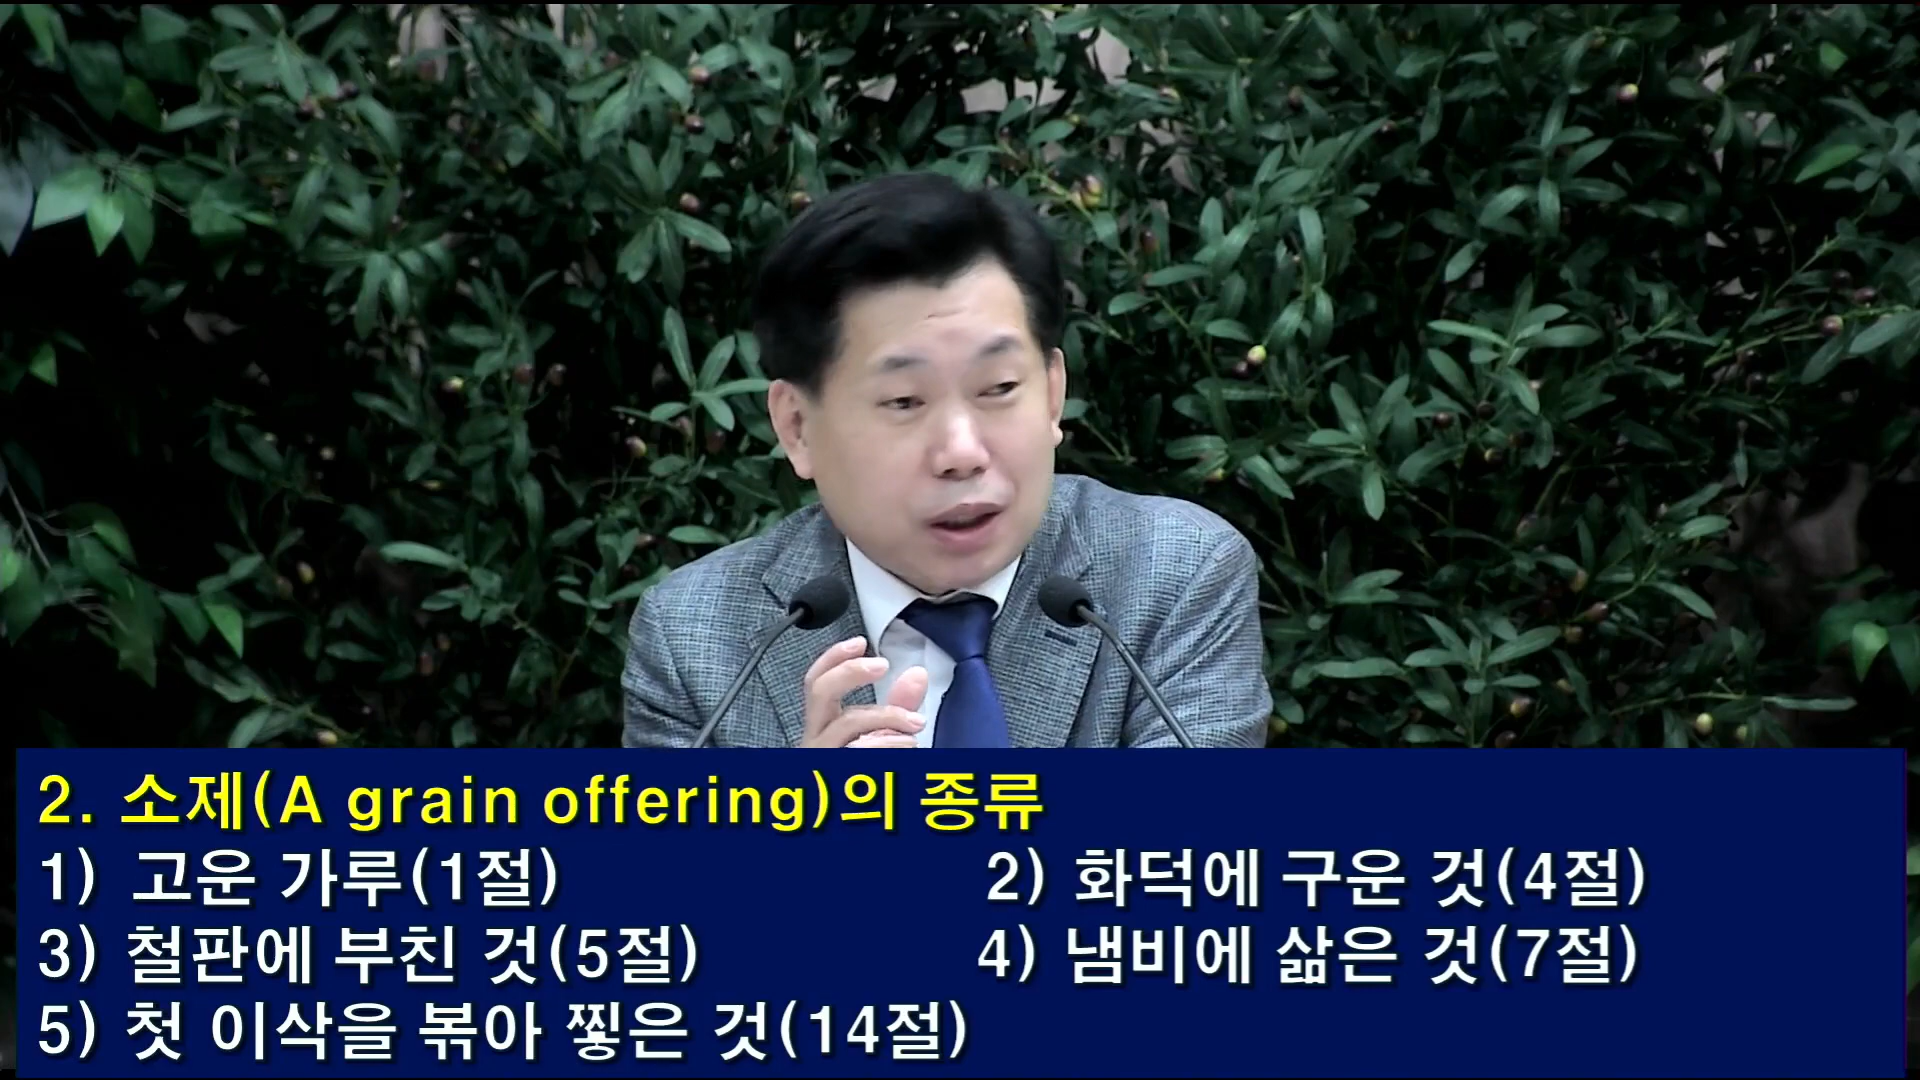 2. 소제(A grain offering)의 종류
1) 고운 가루(1절) 2) 화덕에 구운 것(4절)
3) 철판에 부친 것(5절) 4) 냄비에 삶은 것(7절)
5) 첫 이삭을 볶아 찧은 것(14절)